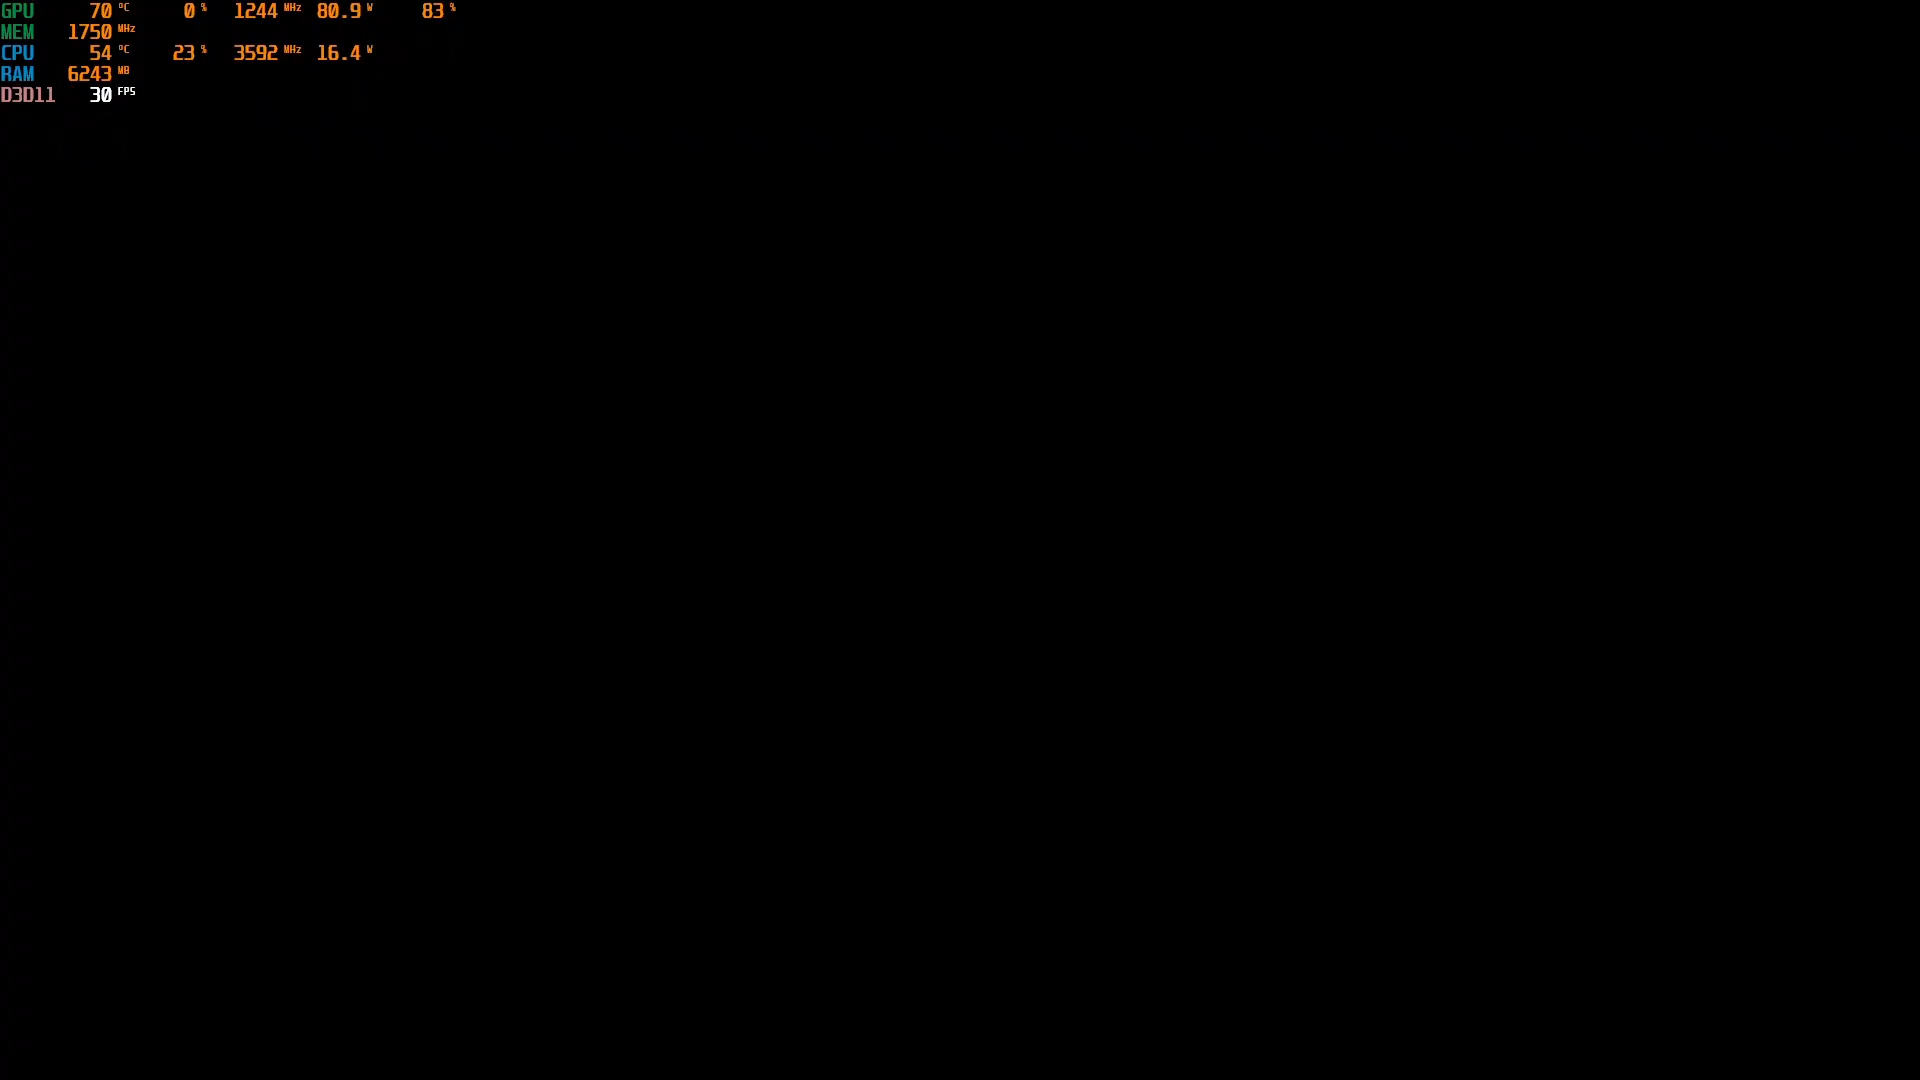 GPU 70 °C 0 % 1244 MHz 80.9 W 83 %
MEM 1750 MHz
CPU 54 °C 23 % 3592 MHz 16.4 W
RAM 6243 MB
D3D11 30 FPS